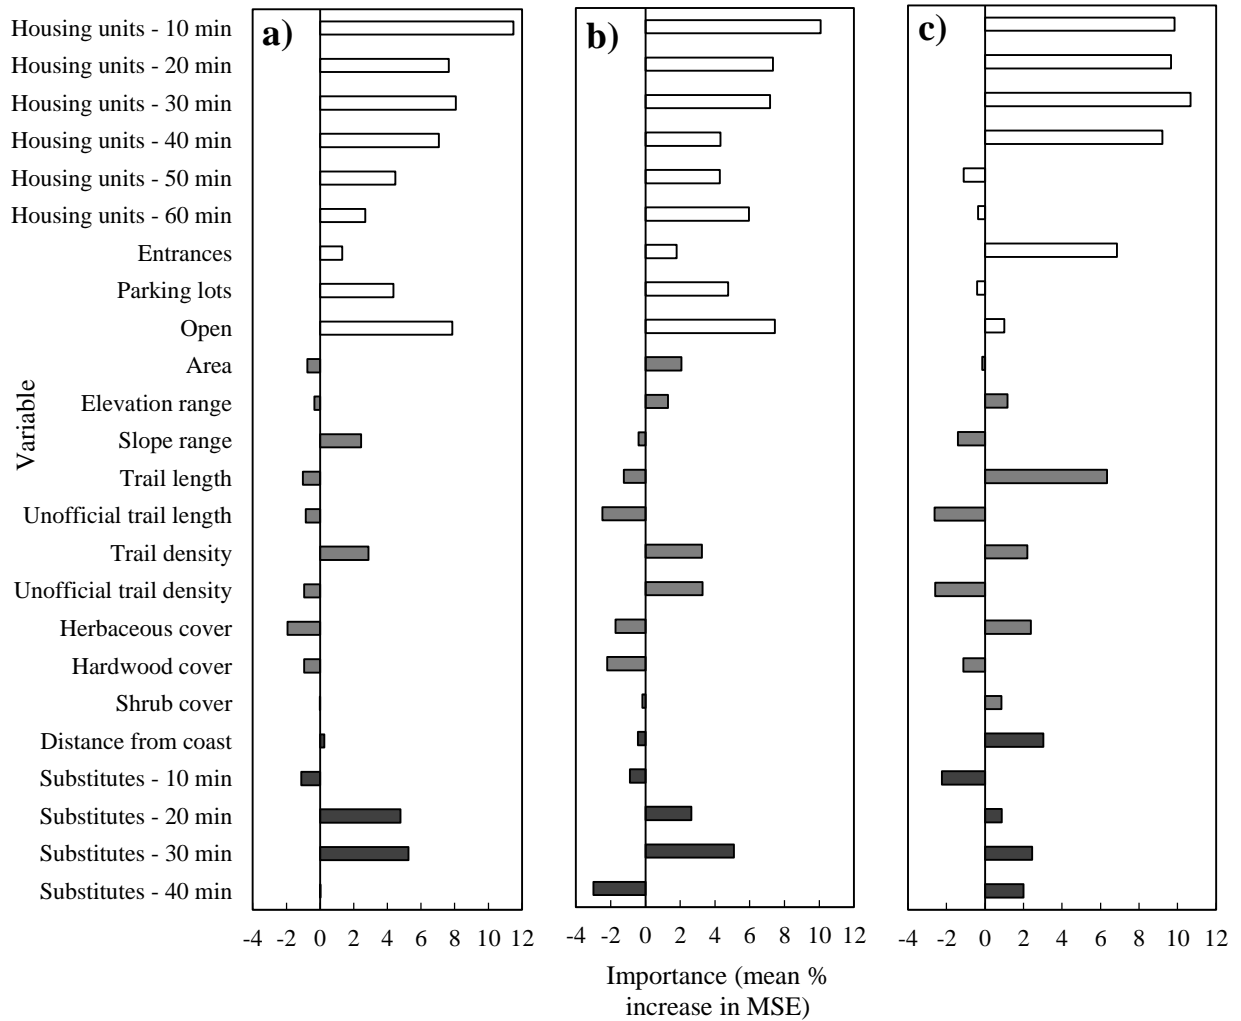 a)
b)
c)
Housing units - 10 min
Housing units - 20 min
Housing units - 30 min
Housing units - 40 min
Housing units - 50 min
Housing units - 60 min
Entrances
Parking lots
Open
Area
Elevation range
Slope range
Trail length
Unofficial trail length
Trail density
Unofficial trail density
Herbaceous cover
Hardwood cover
Shrub cover
Distance from coast
Substitutes - 10 min
Substitutes - 20 min
Substitutes - 30 min
Substitutes - 40 min
Variable
-4 -2 0 2 4 6 8 10 12
-4 -2 0 2 4 6 8 10 12
-4 -2 0 2 4 6 8 10 12
Importance (mean %
increase in MSE)